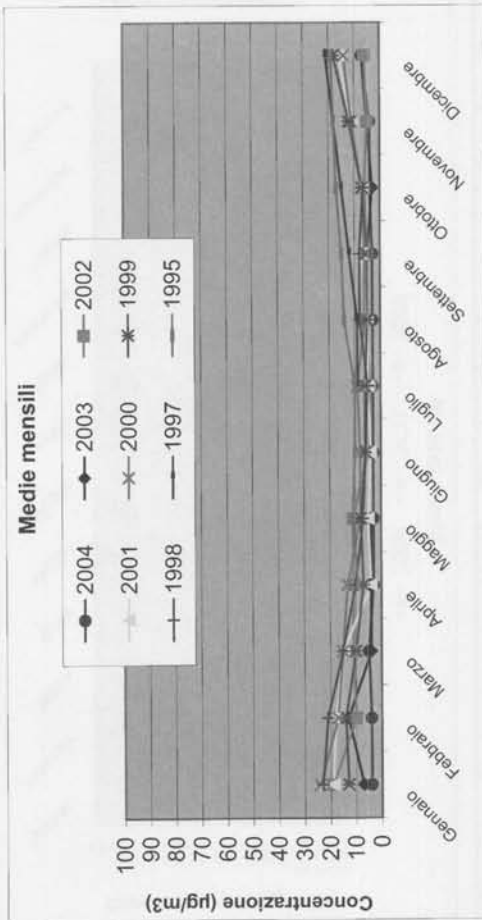 Medie mensili
Concentrazione (µg/m3)
100
90
80
70
60
50
40
30
20
10
0
2004
2003
2002
2001
2000
1999
1998
1997
1995
Gennaio
Febbraio
Marzo
Aprile
Maggio
Giugno
Luglio
Agosto
Settembre
Ottobre
Novembre
Dicembre